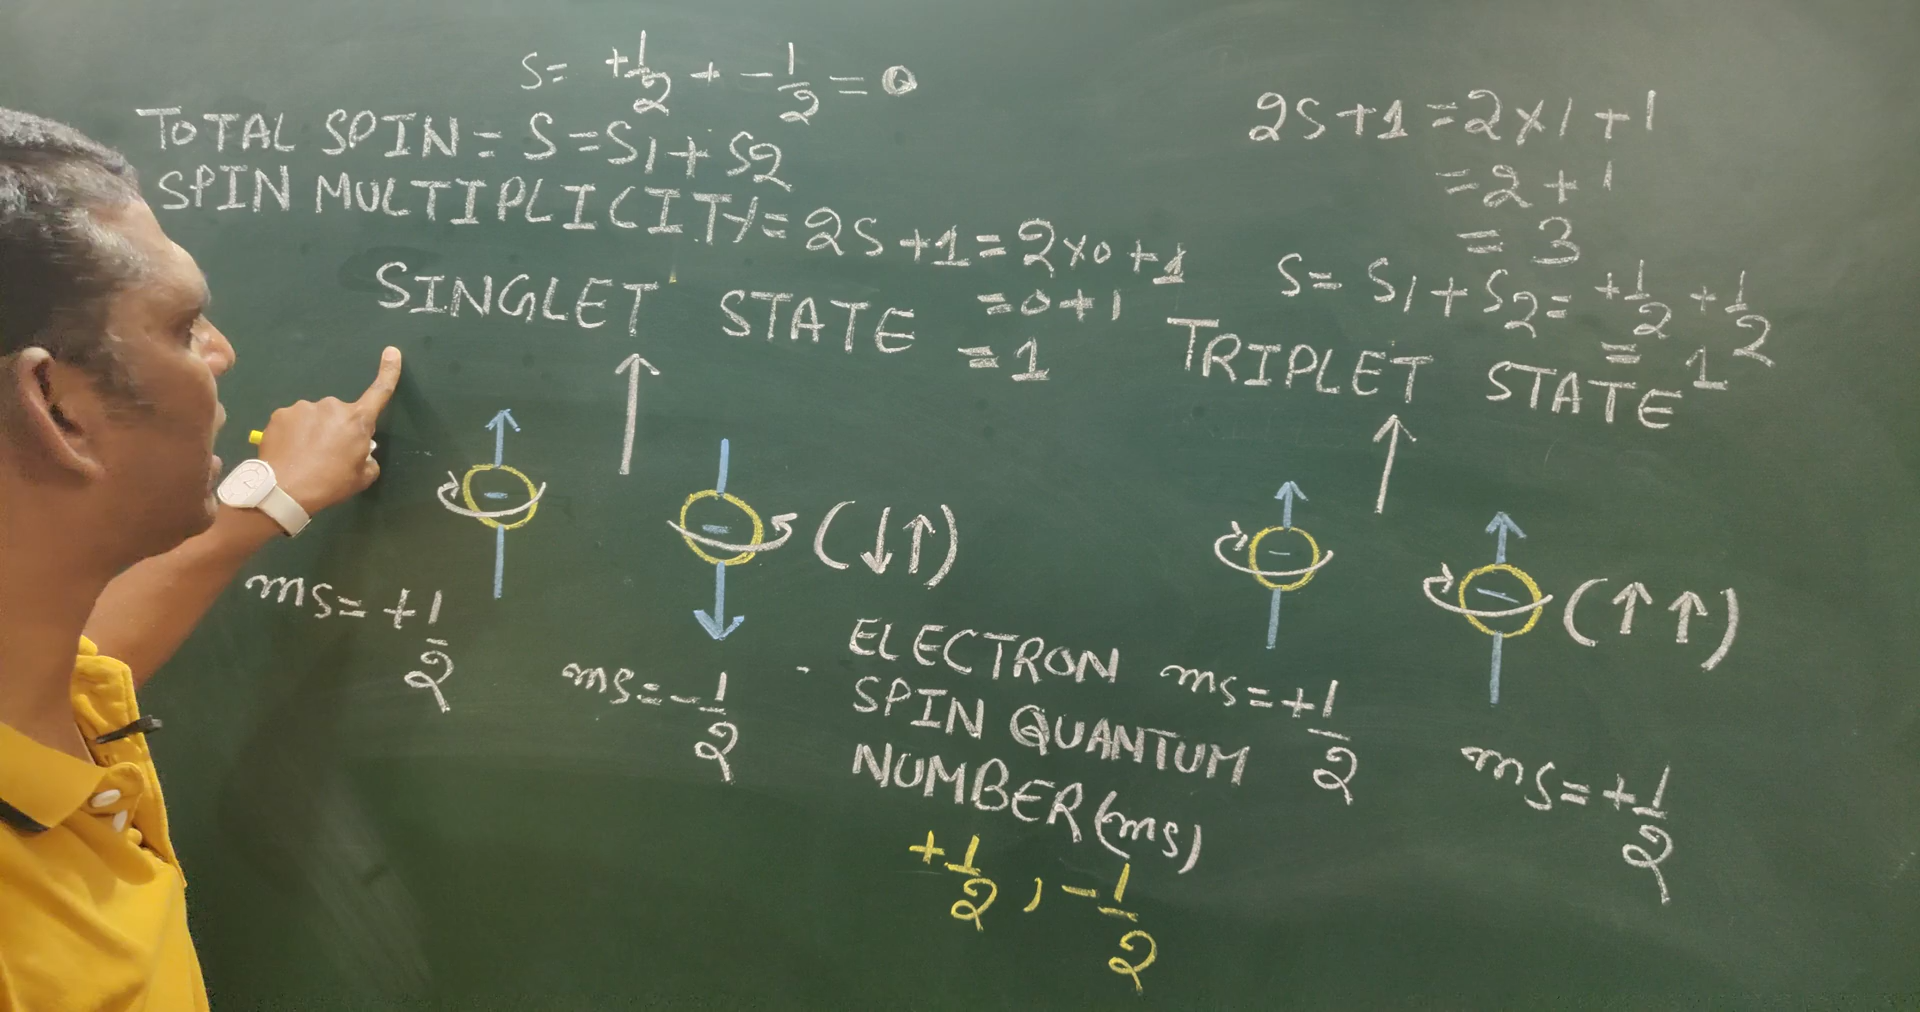 S= +1/2 + -1/2 = 0
TOTAL SPIN = S = S1 + S2
SPIN MULTIPLICITY = 2S+1 = 2x0+1
= 0+1
= 1
SINGLET STATE
(↓↑)
ms = +1/2
ms = -1/2
2S+1 = 2x1+1
= 2+1
= 3
S = S1 + S2 = +1/2 +1/2
= 1
TRIPLET STATE
(↑↑)
ms = +1/2
ms = +1/2
ELECTRON
SPIN QUANTUM
NUMBER (ms)
+1/2, -1/2